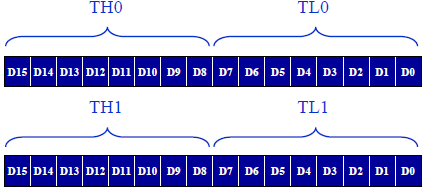 TH0 TL0
D15 D14 D13 D12 D11 D10 D9 D8 D7 D6 D5 D4 D3 D2 D1 D0
TH1 TL1
D15 D14 D13 D12 D11 D10 D9 D8 D7 D6 D5 D4 D3 D2 D1 D0